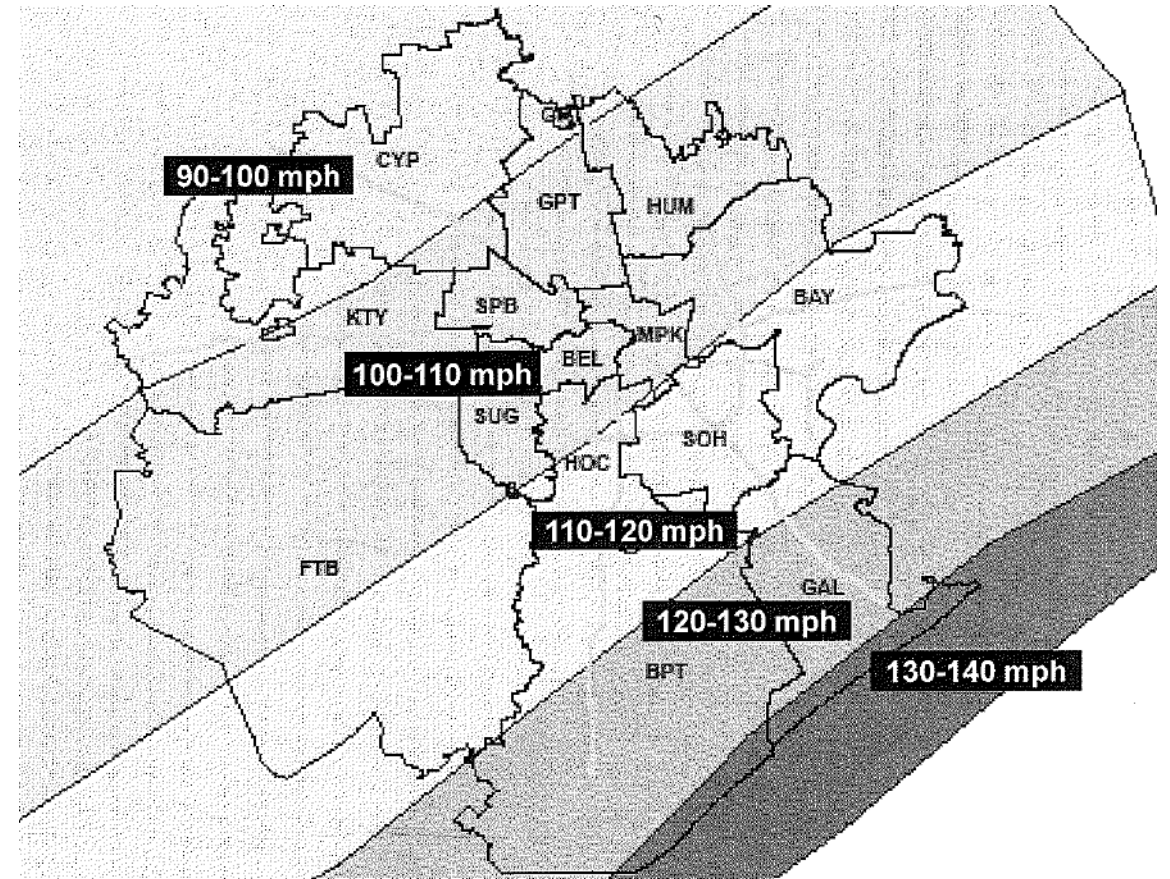 CYP
90-100 mph
GPT
HUM
BAY
SPB
KTY
MPK
BEL
100-110 mph
SUG
SOH
HOC
110-120 mph
FTB
GAL
120-130 mph
BPT
130-140 mph